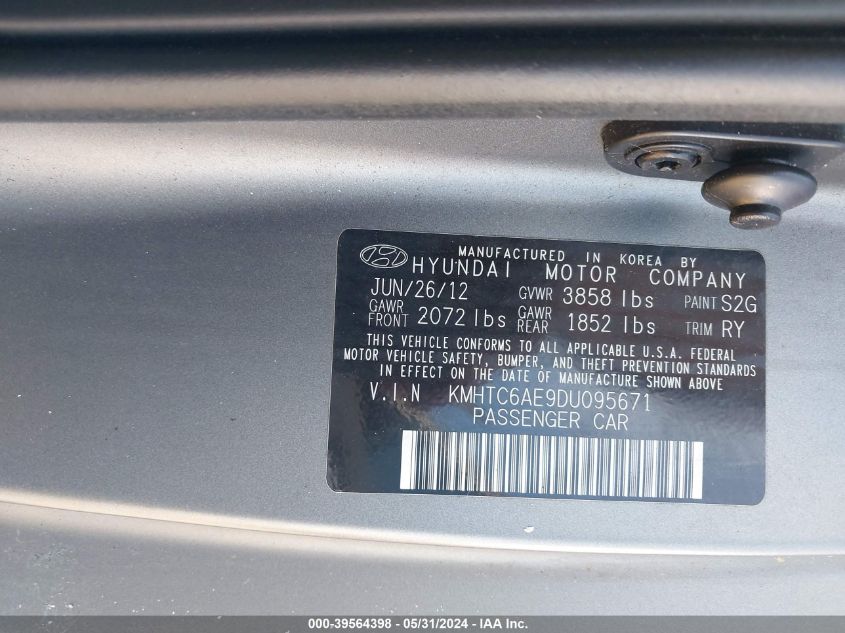 MANUFACTURED IN KOREA BY
HYUNDAI MOTOR COMPANY
JUN/26/12 GVWR 3858 lbs PAINT S2G
GAWR FRONT 2072 lbs GAWR REAR 1852 lbs TRIM RY
THIS VEHICLE CONFORMS TO ALL APPLICABLE U.S.A. FEDERAL
MOTOR VEHICLE SAFETY, BUMPER, AND THEFT PREVENTION STANDARDS
IN EFFECT ON THE DATE OF MANUFACTURE SHOWN ABOVE
V.I.N KMHTC6AE9DU095671
PASSENGER CAR
000-39564398 - 05/31/2024 - IAA Inc.